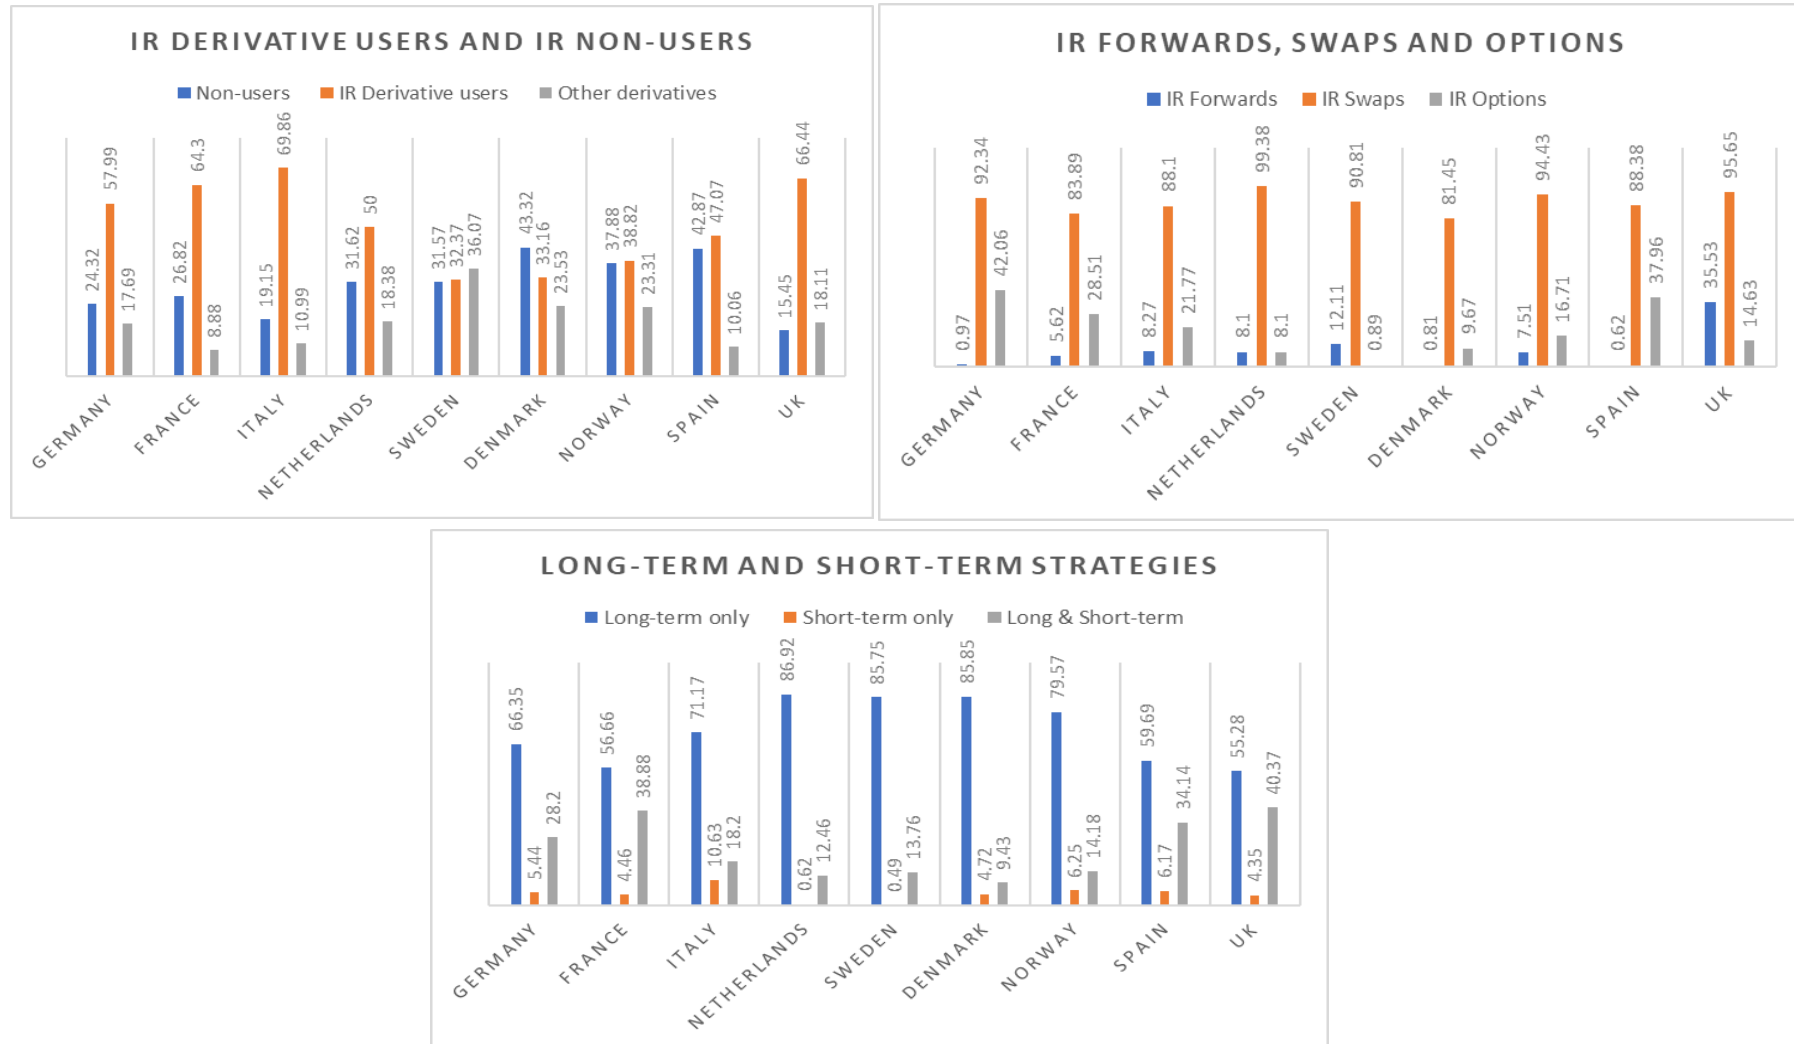 IR DERIVATIVE USERS AND IR NON-USERS
Non-users IR Derivative users Other derivatives
24.32 57.99 17.69 26.82 64.3 8.88 19.15 69.86 10.99 31.62 50 18.38 31.57 32.37 36.07 43.32 33.16 23.53 37.88 38.82 23.31 42.87 47.07 10.06 15.45 66.44 18.11
GERMANY FRANCE ITALY NETHERLANDS SWEDEN DENMARK NORWAY SPAIN UK
IR FORWARDS, SWAPS AND OPTIONS
IR Forwards IR Swaps IR Options
0.97 92.34 42.06 5.62 83.89 28.51 8.27 88.1 21.77 8.1 99.38 8.1 12.11 90.81 0.89 0.81 81.45 9.67 7.51 94.43 16.71 0.62 88.38 37.96 35.53 95.65 14.63
GERMANY FRANCE ITALY NETHERLANDS SWEDEN DENMARK NORWAY SPAIN UK
LONG-TERM AND SHORT-TERM STRATEGIES
Long-term only Short-term only Long & Short-term
66.35 5.44 28.2 56.66 4.46 38.88 71.17 10.63 18.2 86.92 0.62 12.46 85.75 0.49 13.76 85.85 4.72 9.43 79.57 6.25 14.18 59.69 6.17 34.14 55.28 4.35 40.37
GERMANY FRANCE ITALY NETHERLANDS SWEDEN DENMARK NORWAY SPAIN UK